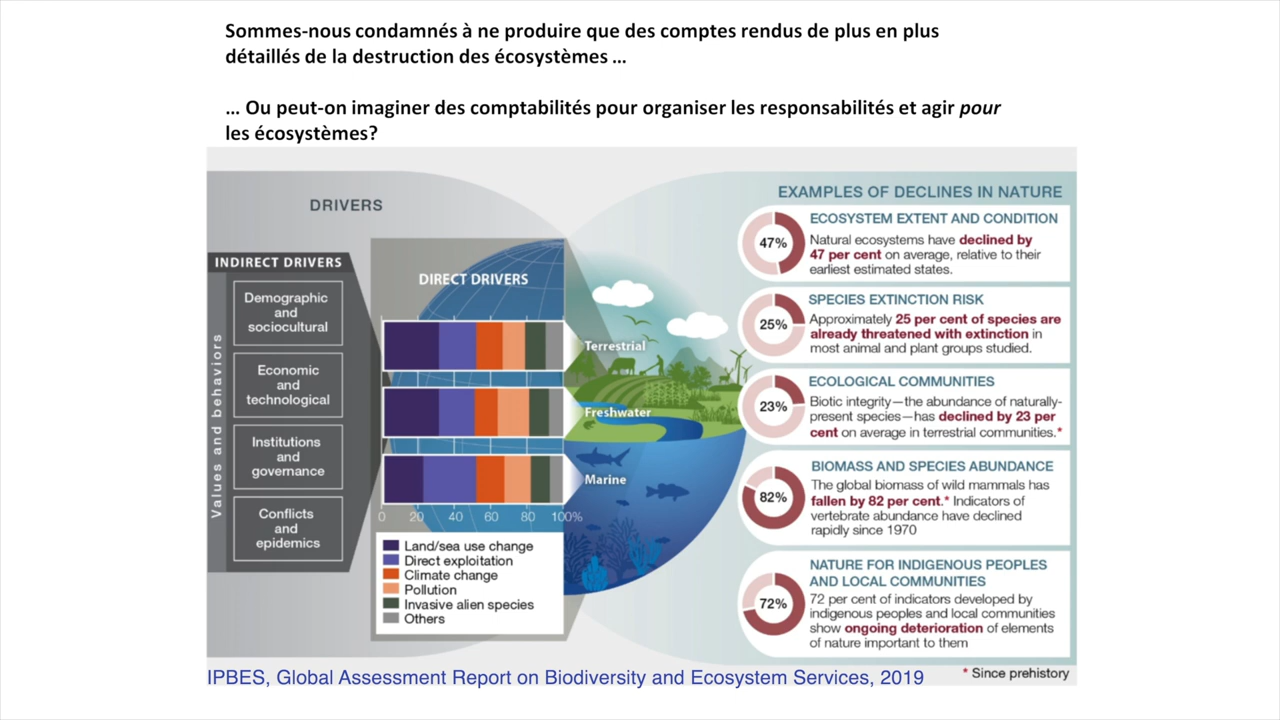 Sommes-nous condamnés à ne produire que des comptes rendus de plus en plus
détaillés de la destruction des écosystèmes …
… Ou peut-on imaginer des comptabilités pour organiser les responsabilités et agir pour
les écosystèmes?
DRIVERS
INDIRECT DRIVERS
Values and behaviors
Demographic
and
sociocultural
Economic
and
technological
Institutions
and
governance
Conflicts
and
epidemics
DIRECT DRIVERS
Terrestrial
Freshwater
Marine
0 20 40 60 80 100%
Land/sea use change
Direct exploitation
Climate change
Pollution
Invasive alien species
Others
EXAMPLES OF DECLINES IN NATURE
47%
ECOSYSTEM EXTENT AND CONDITION
Natural ecosystems have declined by
47 per cent on average, relative to their
earliest estimated states.
25%
SPECIES EXTINCTION RISK
Approximately 25 per cent of species are
already threatened with extinction in
most animal and plant groups studied.
23%
ECOLOGICAL COMMUNITIES
Biotic integrity—the abundance of naturally-
present species—has declined by 23 per
cent on average in terrestrial communities.*
82%
BIOMASS AND SPECIES ABUNDANCE
The global biomass of wild mammals has
fallen by 82 per cent.* Indicators of
vertebrate abundance have declined
rapidly since 1970
72%
NATURE FOR INDIGENOUS PEOPLES
AND LOCAL COMMUNITIES
72 per cent of indicators developed by
indigenous peoples and local communities
show ongoing deterioration of elements
of nature important to them
* Since prehistory
IPBES, Global Assessment Report on Biodiversity and Ecosystem Services, 2019